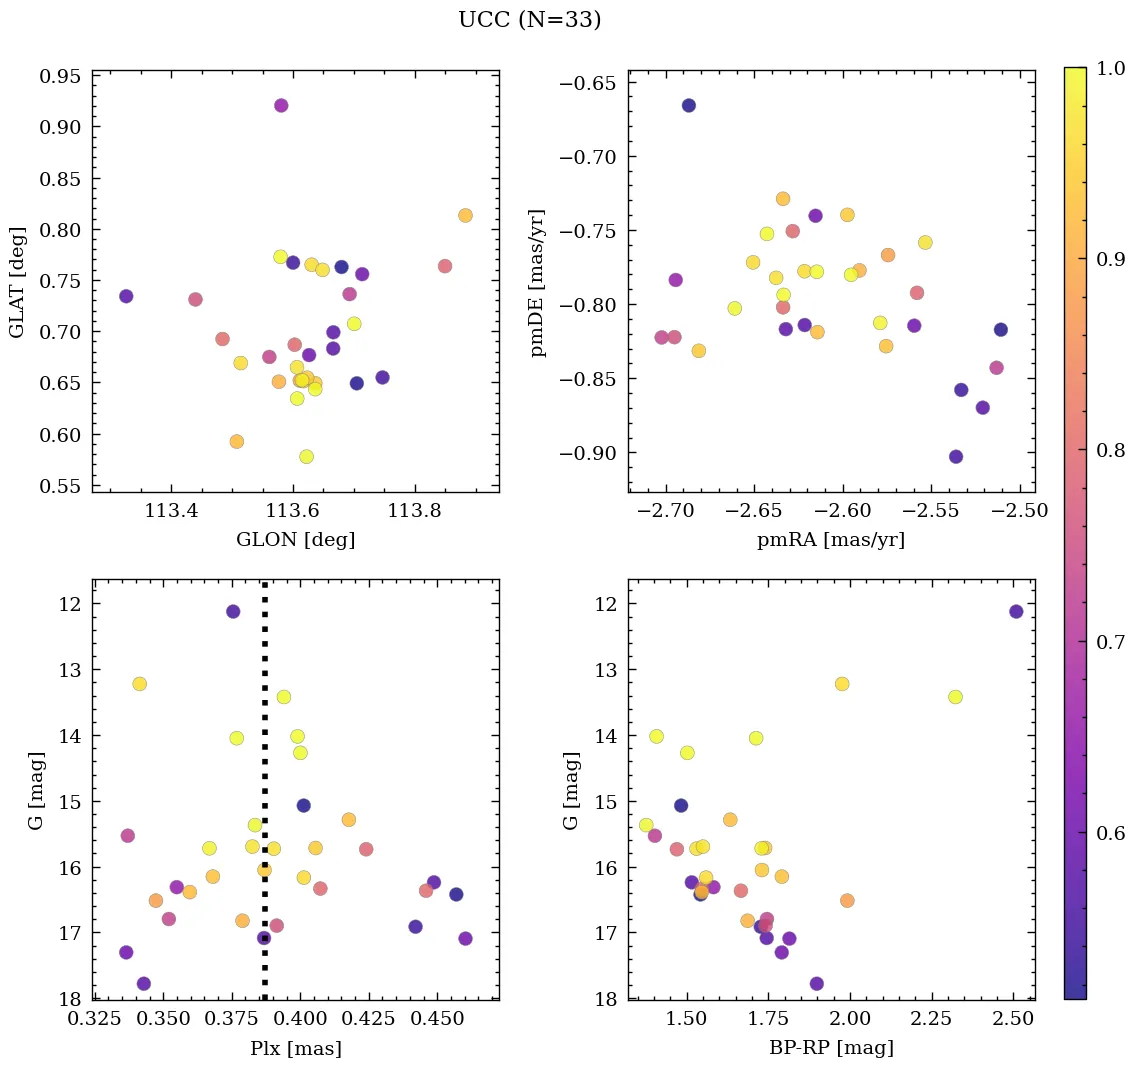 UCC (N=33)
0.95
0.90
0.85
0.80
0.75
0.70
0.65
0.60
0.55
GLAT [deg]
113.4 113.6 113.8
GLON [deg]
−0.65
−0.70
−0.75
−0.80
−0.85
−0.90
pmDE [mas/yr]
−2.70 −2.65 −2.60 −2.55 −2.50
pmRA [mas/yr]
12
13
14
15
16
17
18
G [mag]
0.325 0.350 0.375 0.400 0.425 0.450
Plx [mas]
12
13
14
15
16
17
18
G [mag]
1.50 1.75 2.00 2.25 2.50
BP-RP [mag]
1.0
0.9
0.8
0.7
0.6